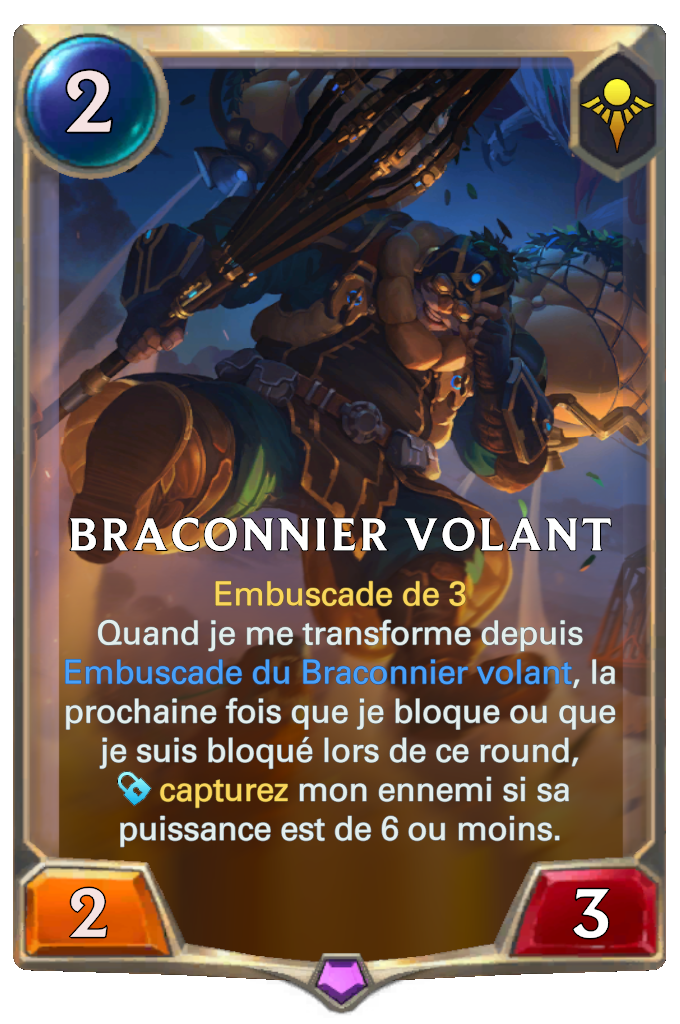 2
BRACONNIER VOLANT
Embuscade de 3
Quand je me transforme depuis
Embuscade du Braconnier volant, la
prochaine fois que je bloque ou que
je suis bloqué lors de ce round,
capturez mon ennemi si sa
puissance est de 6 ou moins.
2
3